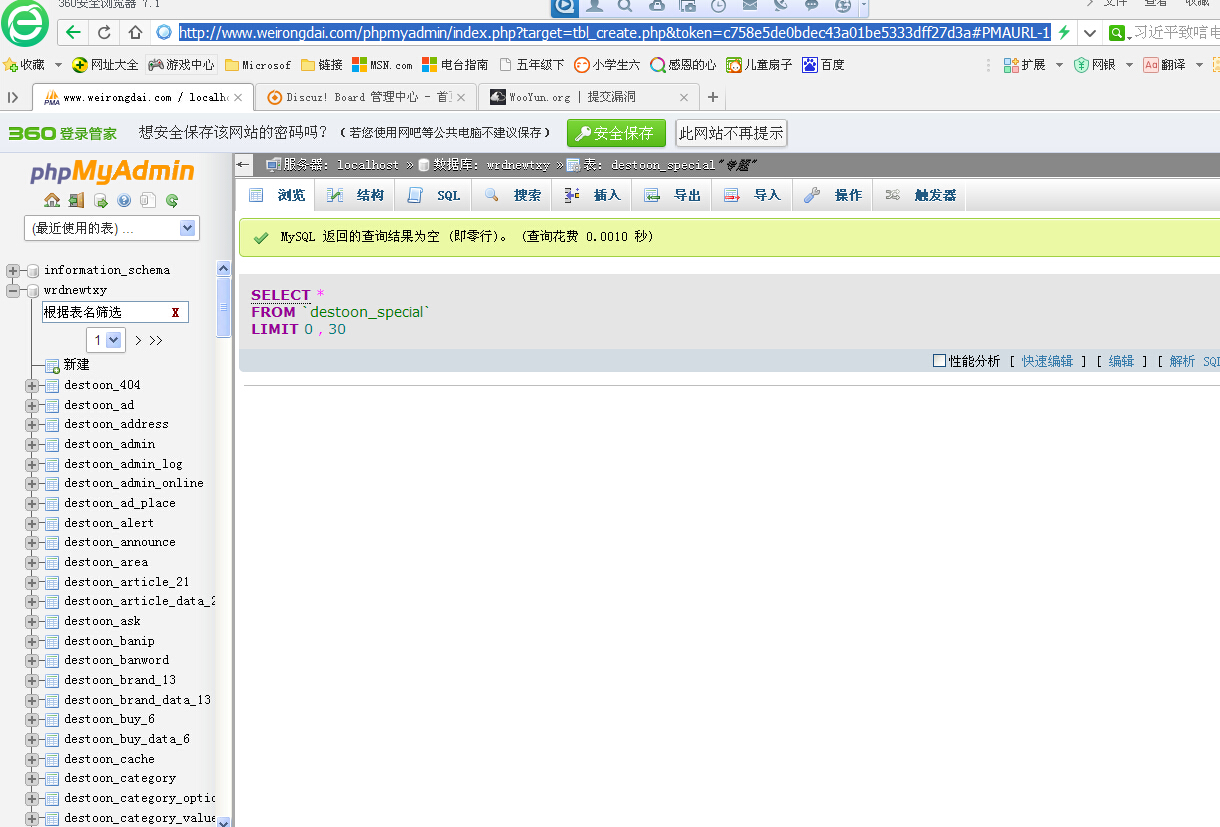 360安全浏览器 7.1
文件 查看 收藏
http://www.weirongdai.com/phpmyadmin/index.php?target=tbl_create.php&token=c758e5de0bdec43a01be5333dff27d3a#PMAURL-1
习近平致唁电
收藏 网址大全 游戏中心 Microsof 链接 MSN.com 电台指南 五年级下 小学生六 感恩的心 儿童扇子 百度 扩展 网银 Aa 翻译
PMA www.weirongdai.com / localh Discuz! Board 管理中心 - 首 WooYun.org | 提交漏洞
360 登录管家 想安全保存该网站的密码吗? (若您使用网吧等公共电脑不建议保存) 安全保存 此网站不再提示
phpMyAdmin
服务器: localhost » 数据库: wrdnewtxy » 表: destoon_special "专题"
浏览 结构 SQL 搜索 插入 导出 导入 操作 触发器
(最近使用的表) ...
MySQL 返回的查询结果为空 (即零行)。 (查询花费 0.0010 秒)
SELECT *
FROM `destoon_special`
LIMIT 0 , 30
性能分析 [ 快速编辑 ] [ 编辑 ] [ 解析 SQ
information_schema
wrdnewtxy
根据表名筛选 X
1 > >>
新建
destoon_404
destoon_ad
destoon_address
destoon_admin
destoon_admin_log
destoon_admin_online
destoon_ad_place
destoon_alert
destoon_announce
destoon_area
destoon_article_21
destoon_article_data_2
destoon_ask
destoon_banip
destoon_banword
destoon_brand_13
destoon_brand_data_13
destoon_buy_6
destoon_buy_data_6
destoon_cache
destoon_category
destoon_category_optio
destoon_category_value